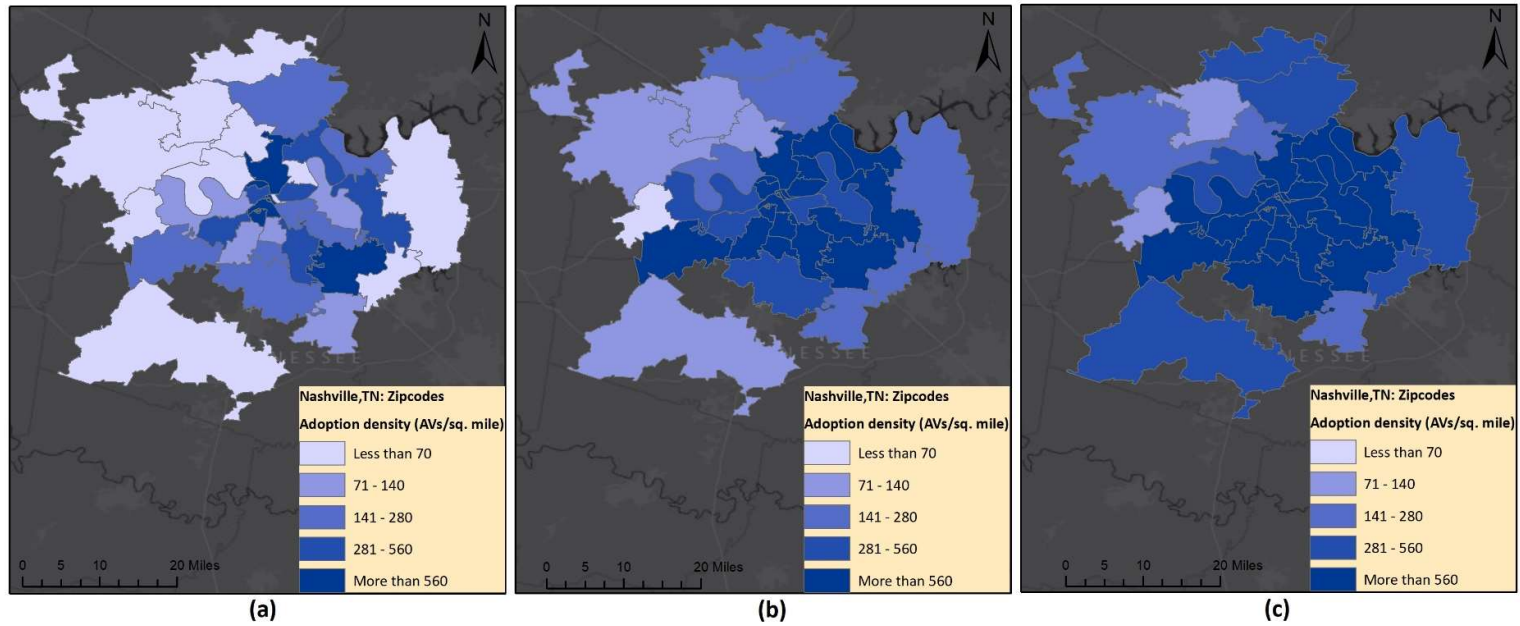 N
NESSEE
Nashville,TN: Zipcodes
Adoption density (AVs/sq. mile)
Less than 70
71 - 140
141 - 280
281 - 560
More than 560
0 5 10 20 Miles
(a)
N
NESSEE
Nashville,TN: Zipcodes
Adoption density (AVs/sq. mile)
Less than 70
71 - 140
141 - 280
281 - 560
More than 560
0 5 10 20 Miles
(b)
N
Nashville,TN: Zipcodes
Adoption density (AVs/sq. mile)
Less than 70
71 - 140
141 - 280
281 - 560
More than 560
0 5 10 20 Miles
(c)